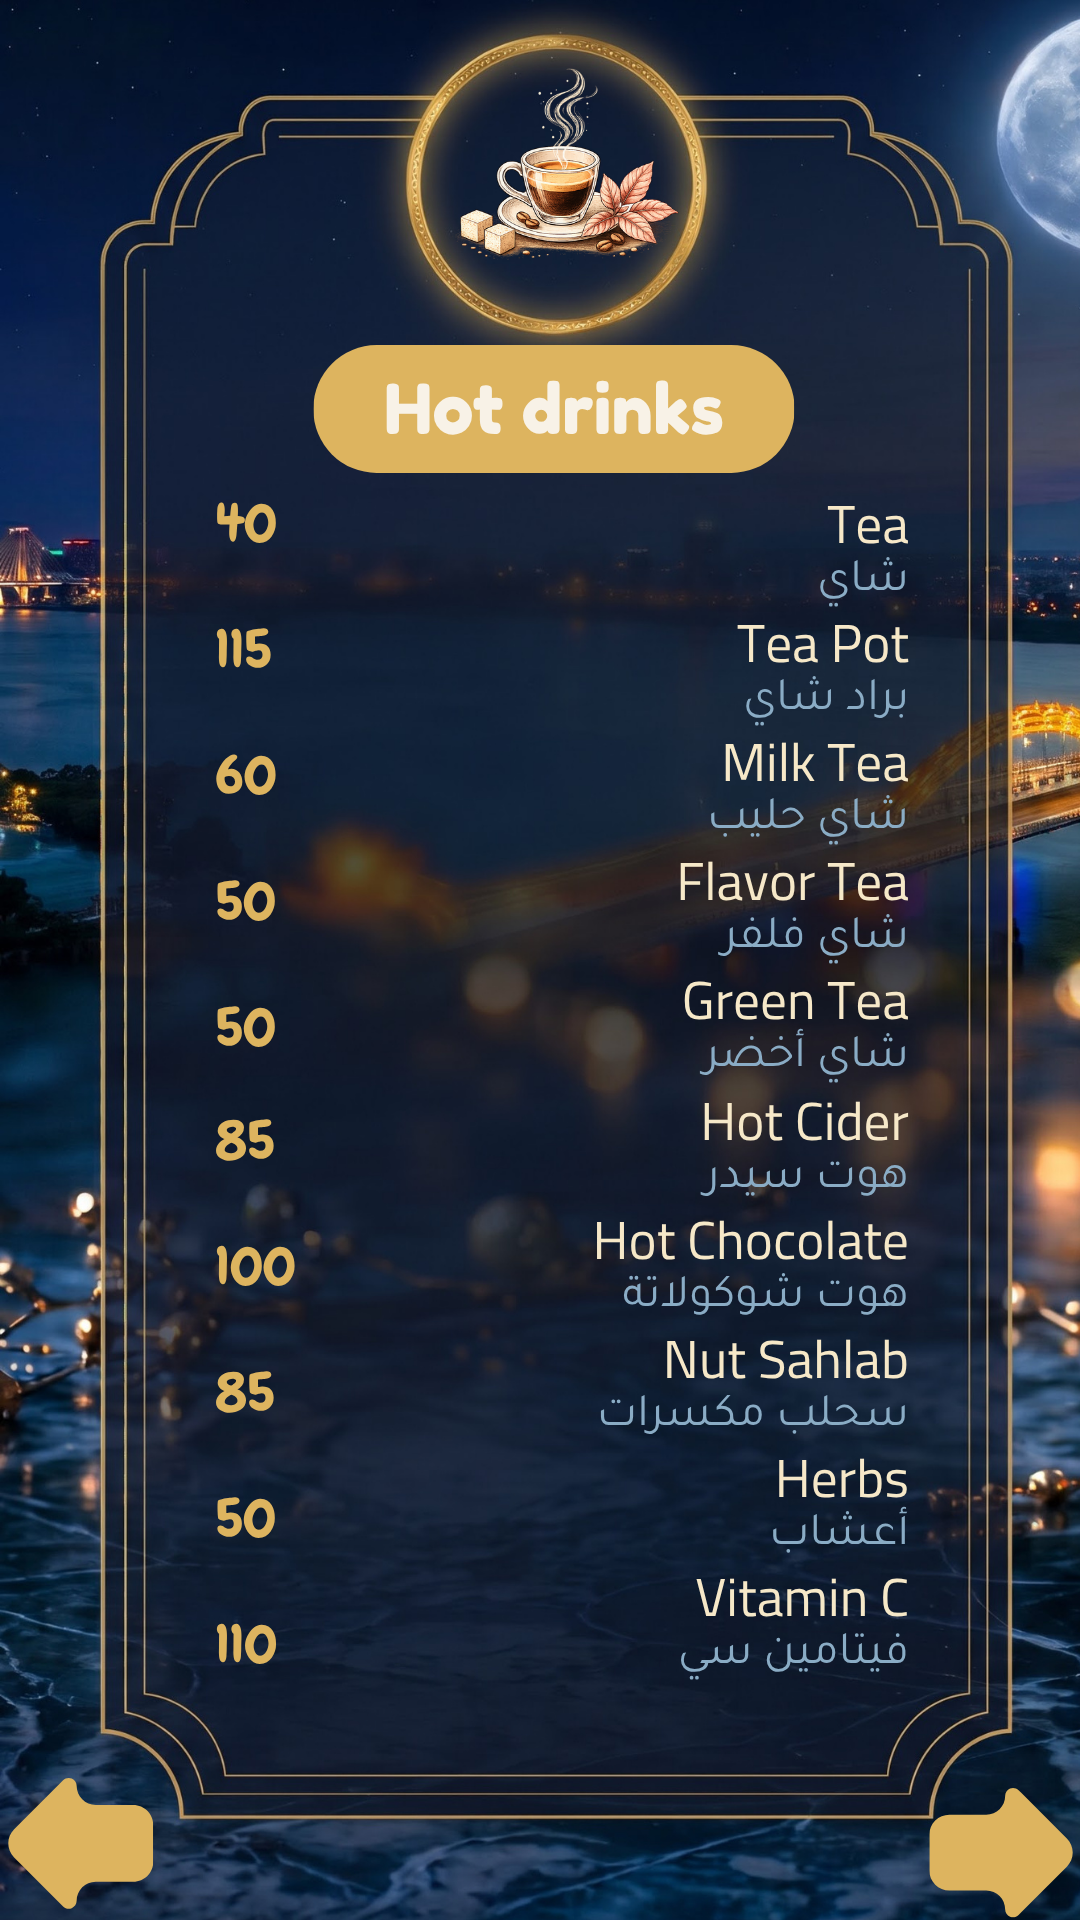 Hot drinks
40 Tea
شاي
115 Tea Pot
براد شاي
60 Milk Tea
شاي حليب
50 Flavor Tea
شاي فلفر
50 Green Tea
شاي أخضر
85 Hot Cider
هوت سيدر
100 Hot Chocolate
هوت شوكولاتة
85 Nut Sahlab
سحلب مكسرات
50 Herbs
أعشاب
110 Vitamin C
فيتامين سي